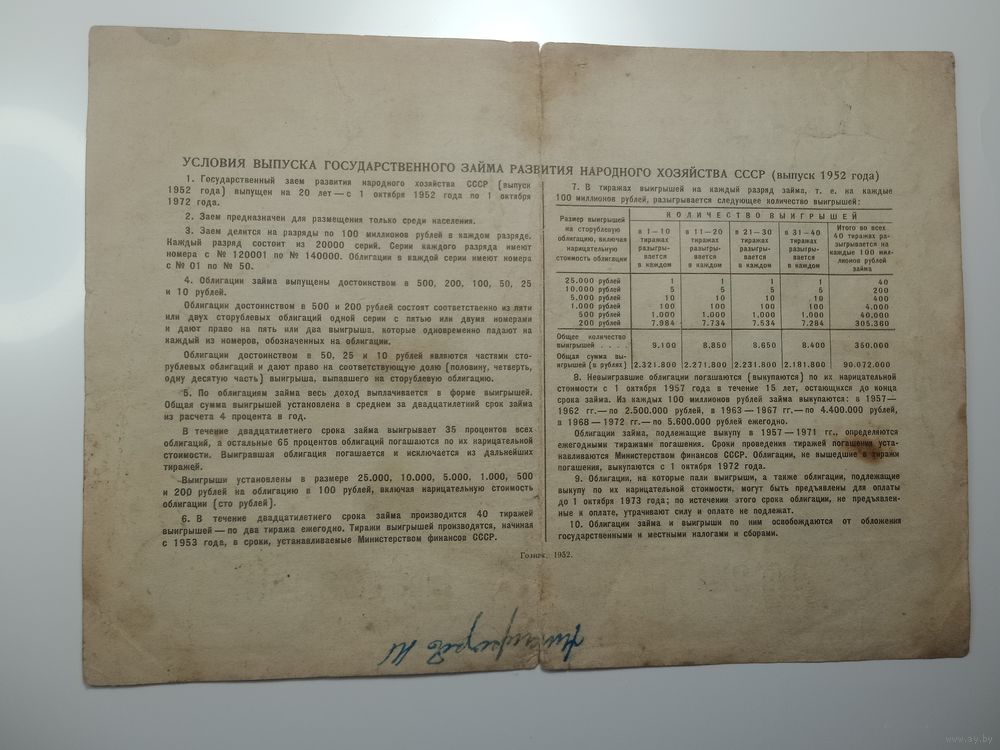 УСЛОВИЯ ВЫПУСКА ГОСУДАРСТВЕННОГО ЗАЙМА РАЗВИТИЯ НАРОДНОГО ХОЗЯЙСТВА СССР (выпуск 1952 года)
1. Государственный заем развития народного хозяйства СССР (выпуск
1952 года) выпущен на 20 лет — с 1 октября 1952 года по 1 октября
1972 года.
2. Заем предназначен для размещения только среди населения.
3. Заем делится на разряды по 100 миллионов рублей в каждом разряде.
Каждый разряд состоит из 20000 серий. Серии каждого разряда имеют
номера с № 120001 по № 140000. Облигации в каждой серии имеют номера
с № 01 по № 50.
4. Облигации займа выпущены достоинством в 500, 200, 100, 50, 25
и 10 рублей.
Облигации достоинством в 500 и 200 рублей состоят соответственно из пяти
или двух сторублевых облигаций одной серии с пятью или двумя номерами
и дают право на пять или два выигрыша, которые одновременно падают на
каждый из номеров, обозначенных на облигации.
Облигации достоинством в 50, 25 и 10 рублей являются частями сто-
рублевых облигаций и дают право на соответствующую долю (половину, четверть,
одну десятую часть) выигрыша, выпавшего на сторублевую облигацию.
5. По облигациям займа весь доход выплачивается в форме выигрышей.
Общая сумма выигрышей установлена в среднем за двадцатилетний срок займа
из расчета 4 процента в год.
В течение двадцатилетнего срока займа выигрывает 35 процентов всех
облигаций, а остальные 65 процентов облигаций погашаются по их нарицательной
стоимости. Выигравшая облигация погашается и исключается из дальнейших
тиражей.
Выигрыши установлены в размере 25.000, 10.000, 5.000, 1.000, 500
и 200 рублей на облигацию в 100 рублей, включая нарицательную стоимость
облигации (сто рублей).
6. В течение двадцатилетнего срока займа производится 40 тиражей
выигрышей — по два тиража ежегодно. Тиражи выигрышей производятся, начиная
с 1953 года, в сроки, устанавливаемые Министерством финансов СССР.
7. В тиражах выигрышей на каждый разряд займа, т. е. на каждые
100 миллионов рублей, разыгрывается следующее количество выигрышей:
Размер выигрышей
на сторублевую
облигацию, включая
нарицательную
стоимость облигации
КОЛИЧЕСТВО ВЫИГРЫШЕЙ
в 1—10
тиражах
разыгры-
вается
в каждом
в 11—20
тиражах
разыгры-
вается
в каждом
в 21—30
тиражах
разыгры-
вается
в каждом
в 31—40
тиражах
разыгры-
вается
в каждом
Итого во всех
40 тиражах ра-
зыгрывается на
каждые 100 мил-
лионов рублей
займа
25.000 рублей 1 1 1 1 40
10.000 рублей 5 5 5 5 200
5.000 рублей 10 10 10 10 400
1.000 рублей 100 100 100 100 4.000
500 рублей 1.000 1.000 1.000 1.000 40.000
200 рублей 7.984 7.734 7.534 7.284 305.360
Общее количество
выигрышей . . . . 9.100 8.850 8.650 8.400 350.000
Общая сумма вы-
игрышей (в рублях) 2.321.800 2.271.800 2.231.800 2.181.800 90.072.000
8. Невыигравшие облигации погашаются (выкупаются) по их нарицательной
стоимости с 1 октября 1957 года в течение 15 лет, остающихся до конца
срока займа. Из каждых 100 миллионов рублей займа выкупаются: в 1957—
1962 гг.— по 2.500.000 рублей, в 1963 — 1967 гг.— по 4.400.000 рублей,
в 1968 — 1972 гг.— по 5.600.000 рублей ежегодно.
Облигации займа, подлежащие выкупу в 1957 — 1971 гг., определяются
ежегодными тиражами погашения. Сроки проведения тиражей погашения уста-
навливаются Министерством финансов СССР. Облигации, не вышедшие в тиражи
погашения, выкупаются с 1 октября 1972 года.
9. Облигации, на которые пали выигрыши, а также облигации, подлежащие
выкупу по их нарицательной стоимости, могут быть предъявлены для оплаты
до 1 октября 1973 года; по истечении этого срока облигации, не предъявлен-
ные к оплате, утрачивают силу и оплате не подлежат.
10. Облигации займа и выигрыши по ним освобождаются от обложения
государственными и местными налогами и сборами.
Гознак. 1952.
www.ay.by